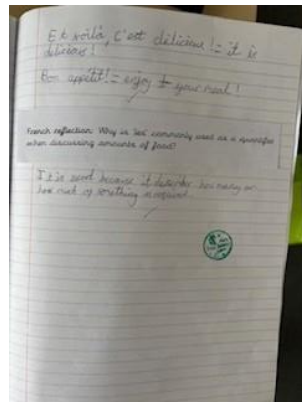 Et voilà, C'est délicieux! = it is
delicious!
Bon appétit! = enjoy your meal!
French reflection: Why is commonly used as a quantifier
when discussing amounts of food?
It is used because it describes how many or
how much of something is required.